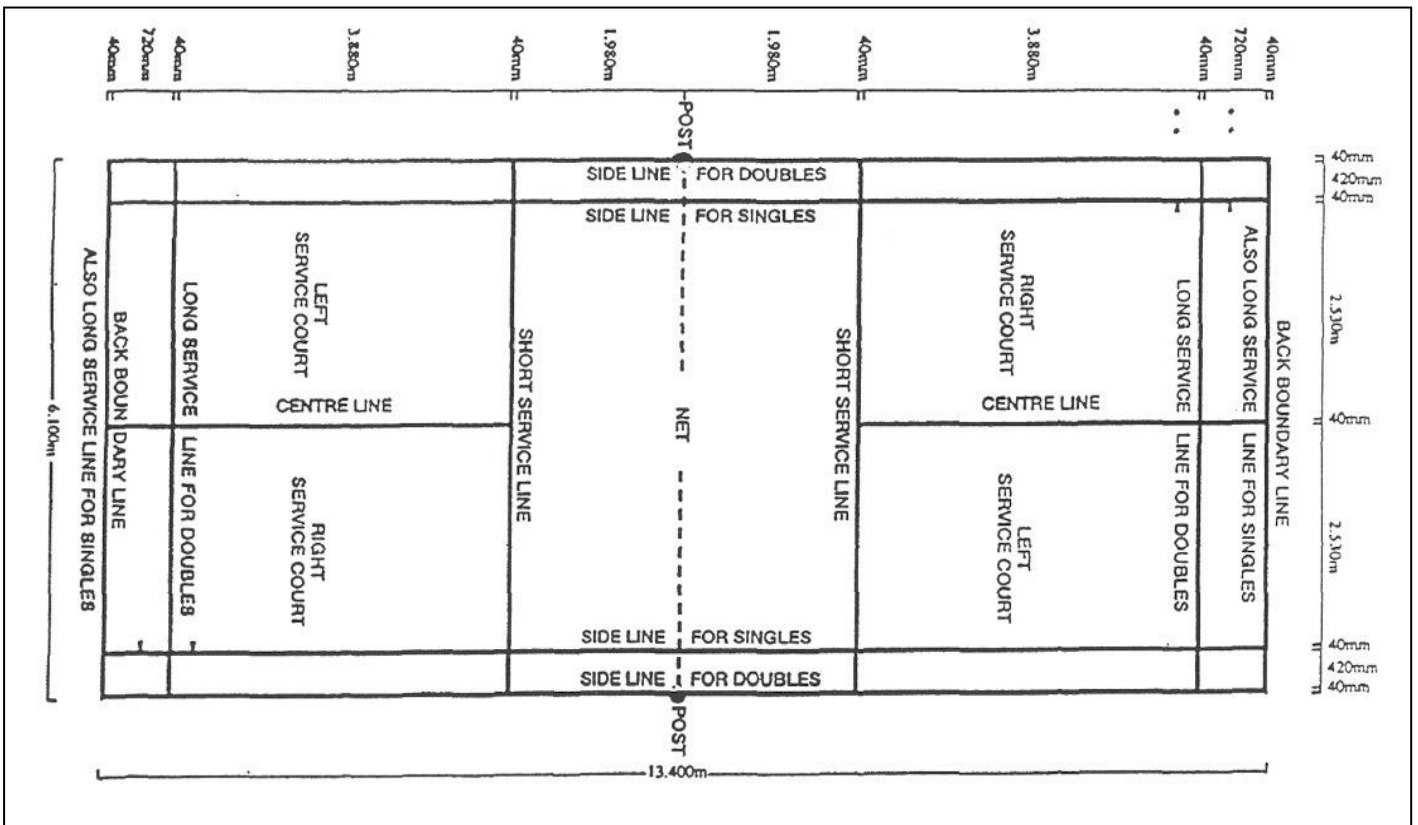 40mm
720mm
40mm
3.880m
40mm
1.980m
1.980m
40mm
3.880m
40mm
720mm
40mm
POST
SIDE LINE FOR DOUBLES
SIDE LINE FOR SINGLES
40mm
420mm
40mm
2.530m
40mm
2.530m
40mm
420mm
40mm
6.100m
ALSO LONG SERVICE LINE FOR SINGLES
BACK BOUNDARY LINE
LONG SERVICE LINE FOR DOUBLES
LEFT
SERVICE COURT
CENTRE LINE
RIGHT
SERVICE COURT
SHORT SERVICE LINE
NET
SHORT SERVICE LINE
RIGHT
SERVICE COURT
CENTRE LINE
LEFT
SERVICE COURT
LONG SERVICE LINE FOR DOUBLES
ALSO LONG SERVICE LINE FOR SINGLES
BACK BOUNDARY LINE
SIDE LINE FOR SINGLES
SIDE LINE FOR DOUBLES
POST
13.400m